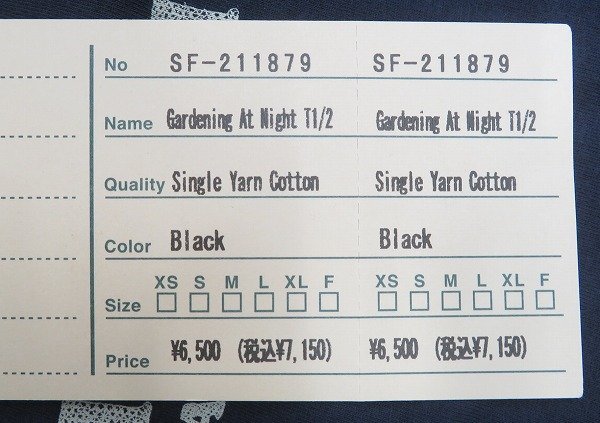 No SF-211879 SF-211879
Name Gardening At Night T1/2 Gardening At Night T1/2
Quality Single Yarn Cotton Single Yarn Cotton
Color Black Black
XS S M L XL F XS S M L XL F
Size
Price ¥6,500 (税込¥7,150) ¥6,500 (税込¥7,150)